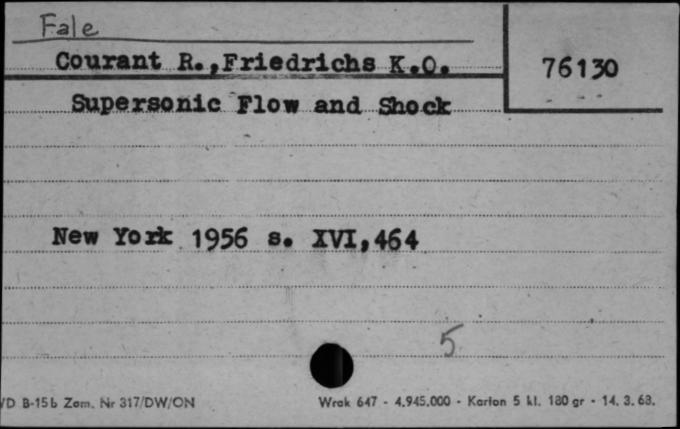 Fale
Courant R.,Friedrichs K.O.
76130
Supersonic Flow and Shock
New York 1956 s. XVI,464
5
/D B-15b Zam. Nr 317/DW/ON
Wrak 647 - 4.945.000 - Karton 5 kl. 180 gr - 14. 3. 63.